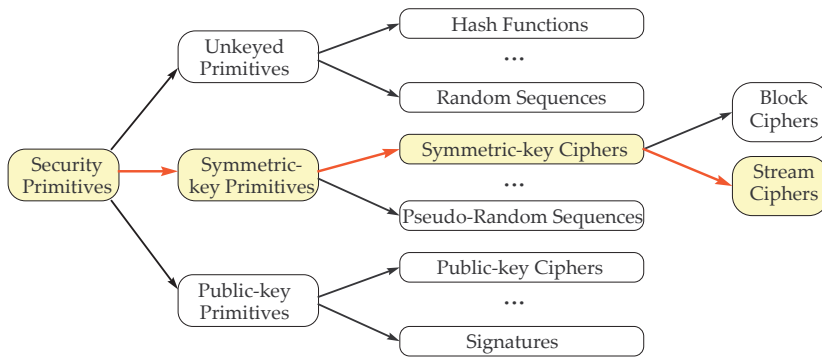 Security
Primitives
Unkeyed
Primitives
Hash Functions
...
Random Sequences
Symmetric-
key Primitives
Symmetric-key Ciphers
...
Pseudo-Random Sequences
Block
Ciphers
Stream
Ciphers
Public-key
Primitives
Public-key Ciphers
...
Signatures